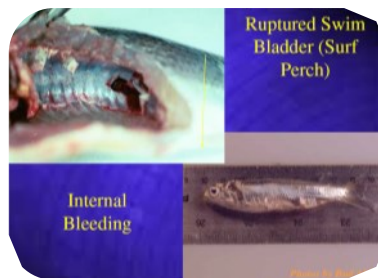 Ruptured Swim
Bladder (Surf
Perch)
Internal
Bleeding